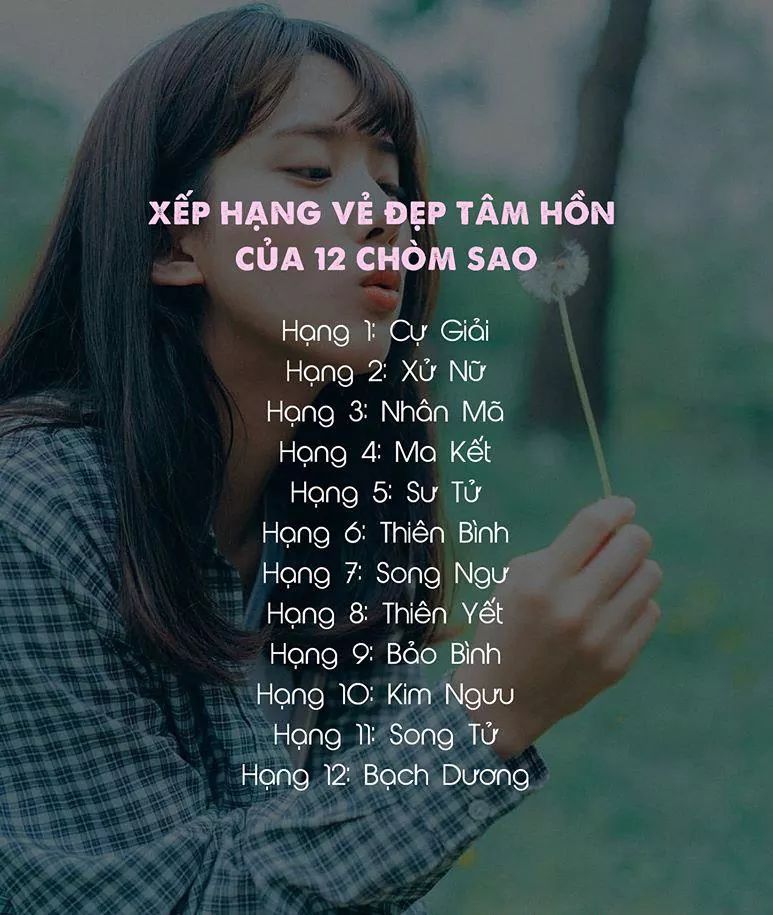 XẾP HẠNG VẺ ĐẸP TÂM HỒN
CỦA 12 CHÒM SAO
Hạng 1: Cự Giải
Hạng 2: Xử Nữ
Hạng 3: Nhân Mã
Hạng 4: Ma Kết
Hạng 5: Sư Tử
Hạng 6: Thiên Bình
Hạng 7: Song Ngư
Hạng 8: Thiên Yết
Hạng 9: Bảo Bình
Hạng 10: Kim Ngưu
Hạng 11: Song Tử
Hạng 12: Bạch Dương